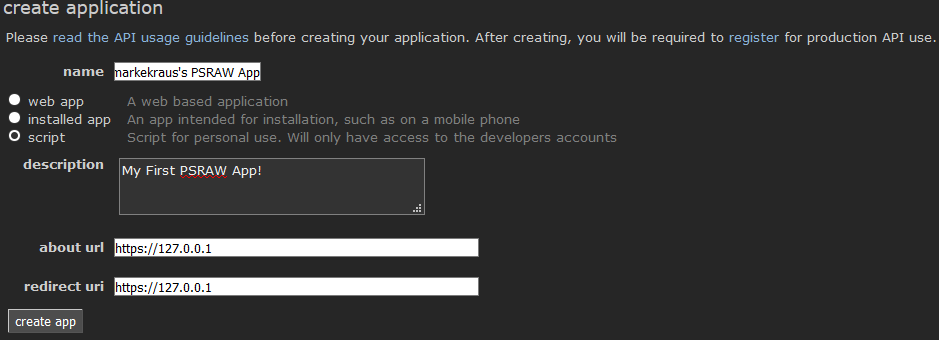 create application
Please read the API usage guidelines before creating your application. After creating, you will be required to register for production API use.
name markekraus's PSRAW App
web app A web based application
installed app An app intended for installation, such as on a mobile phone
script Script for personal use. Will only have access to the developers accounts
description My First PSRAW App!
about url https://127.0.0.1
redirect uri https://127.0.0.1
create app